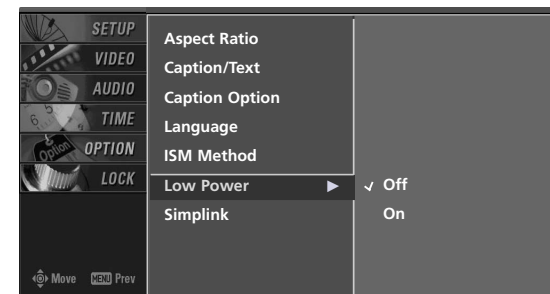 SETUP
VIDEO
AUDIO
TIME
Option OPTION
LOCK
Move MENU Prev
Aspect Ratio
Caption/Text
Caption Option
Language
ISM Method
Low Power ▶
Simplink
✓ Off
On